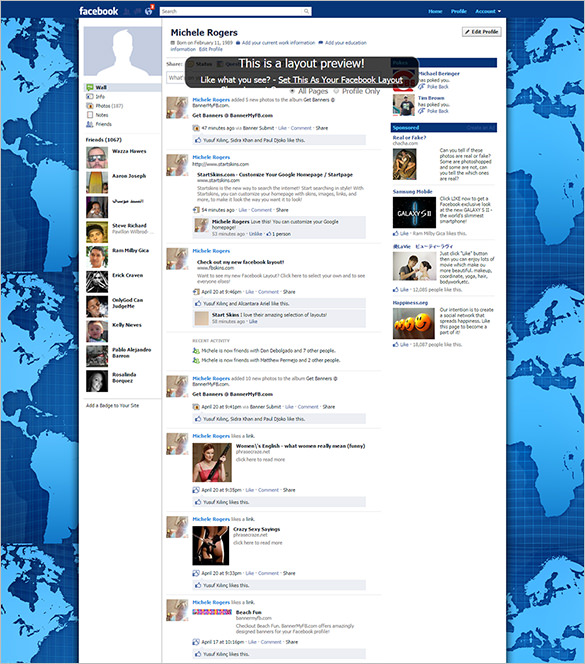 facebook
3
Search
Home Profile Account
Michele Rogers
Edit Profile
Born on February 11, 1989 Add your current work information Add your education
information Edit Profile
Share: Status
This is a layout preview!
Like what you see? - Set This As Your Facebook Layout
All Pages Profile Only
Wall
Info
Photos (187)
Notes
Friends
Friends (1067)
Wazza Hawes
Aaron Joseph
Steve Richard
Ram Milby Gica
Erick Craven
OnlyGod Can
JudgeMe
Kelly Nieves
Pablo Alejandro
Barron
Rosalinda
Borquez
Add a Badge to Your Site
Michele Rogers added 5 new photos to the album Get Banners @
BannerMyFB.com
Get Banners @ BannerMyFB.com
47 minutes ago via Banner Submit · Like · Comment · Share
Yusuf Kılınç, Sidra Khan and Paul Djoko like this.
Michele Rogers
http://www.startskins.com
StartSkins.com - Customize Your Google Homepage / Startpage
www.startskins.com
Startskins is the new way to search the internet! Start searching in style! With
Startskins, you can customize your homepage with skins, images, links, and
more, to make it look the way you want it to look!
54 minutes ago · Like · Comment · Share
Michele Rogers Love this! You can customize your Google
homepage!
53 minutes ago · Unlike · 1 person
Michele Rogers
Check out my new facebook layout!
www.fbskins.com
Want to see my new Facebook Layout? Click here to select your own and to see
everyone elses!
April 20 at 9:46pm · Like · Comment · Share
Yusuf Kılınç and Alcantara Ariel like this.
Start Skins I love their amazing selection of layouts!
58 minutes ago · Like
RECENT ACTIVITY
Michele is now friends with Dan Debolgado and 7 other people.
Michele is now friends with Matthew Permejo and 2 other people.
Michele Rogers added 10 new photos to the album Get Banners @
BannerMyFB.com
Get Banners @ BannerMyFB.com
April 20 at 9:41pm via Banner Submit · Like · Comment · Share
Yusuf Kılınç, Sidra Khan and Paul Djoko like this.
Michele Rogers likes a link.
Women\'s English - what women really mean (funny)
phrasecraze.net
click here to read more
April 20 at 9:35pm · Like · Comment · Share
Yusuf Kılınç likes this.
Michele Rogers likes a link.
Crazy Sexy Sayings
phrasecraze.net
click here to read more
April 20 at 9:33pm · Like · Comment · Share
Yusuf Kılınç likes this.
Michele Rogers likes a link.
Beach Fun
bannermyfb.com
Checkout Beach Fun. BannerMyFB.com offers amazingly
designed banners for your Facebook profile!
April 17 at 10:16pm · Like · Comment · Share
Yusuf Kılınç likes this.
Pokes
Michael Beringer
has poked you.
Poke Back
Tim Brown
has poked you.
Poke Back
Sponsored
Create an Ad
Real or Fake?
chacha.com
Can you tell if these
photos are real or fake?
Some are photoshopped
and some are not, can
you tell the which ones
are real?
Samsung Mobile
GALAXY S II
Click LIKE now to get a
Facebook exclusive look
at the new GALAXY S II -
the world's slimmest
smartphone!
Like · Ram Milby Gica likes this.
美LaVie ビューティーラヴィ
Just click "Like" button
then you can enjoy lots of
movie which make you
more beautiful. makeup,
coordinate, yoga, hair,
bodyworketc.
Like · 12,085 people like this.
Happiness.org
Our intention is to create
a social network that
spreads happiness. Like
this page to become a
part of it!
Like · 18,087 people like this.